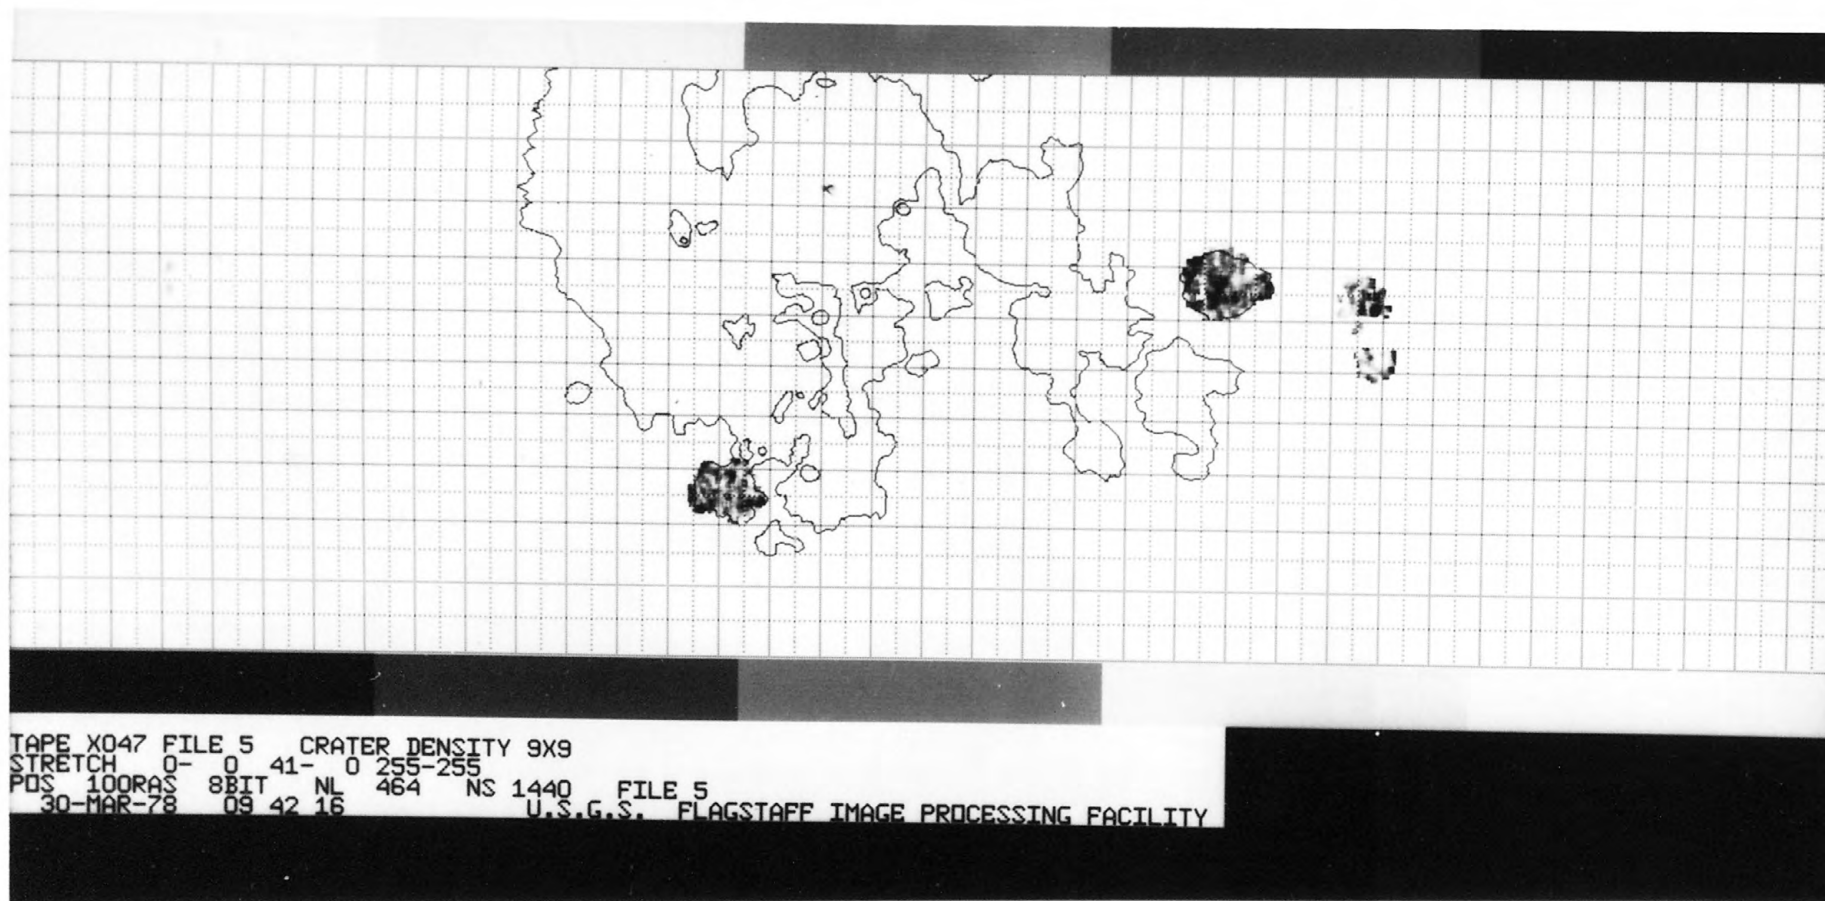 TAPE X047 FILE 5 CRATER DENSITY 9X9
STRETCH 0- 0 41- 0 255-255
POS 100RAS 8BIT NL 464 NS 1440 FILE 5
30-MAR-78 09 42 16 U.S.G.S. FLAGSTAFF IMAGE PROCESSING FACILITY